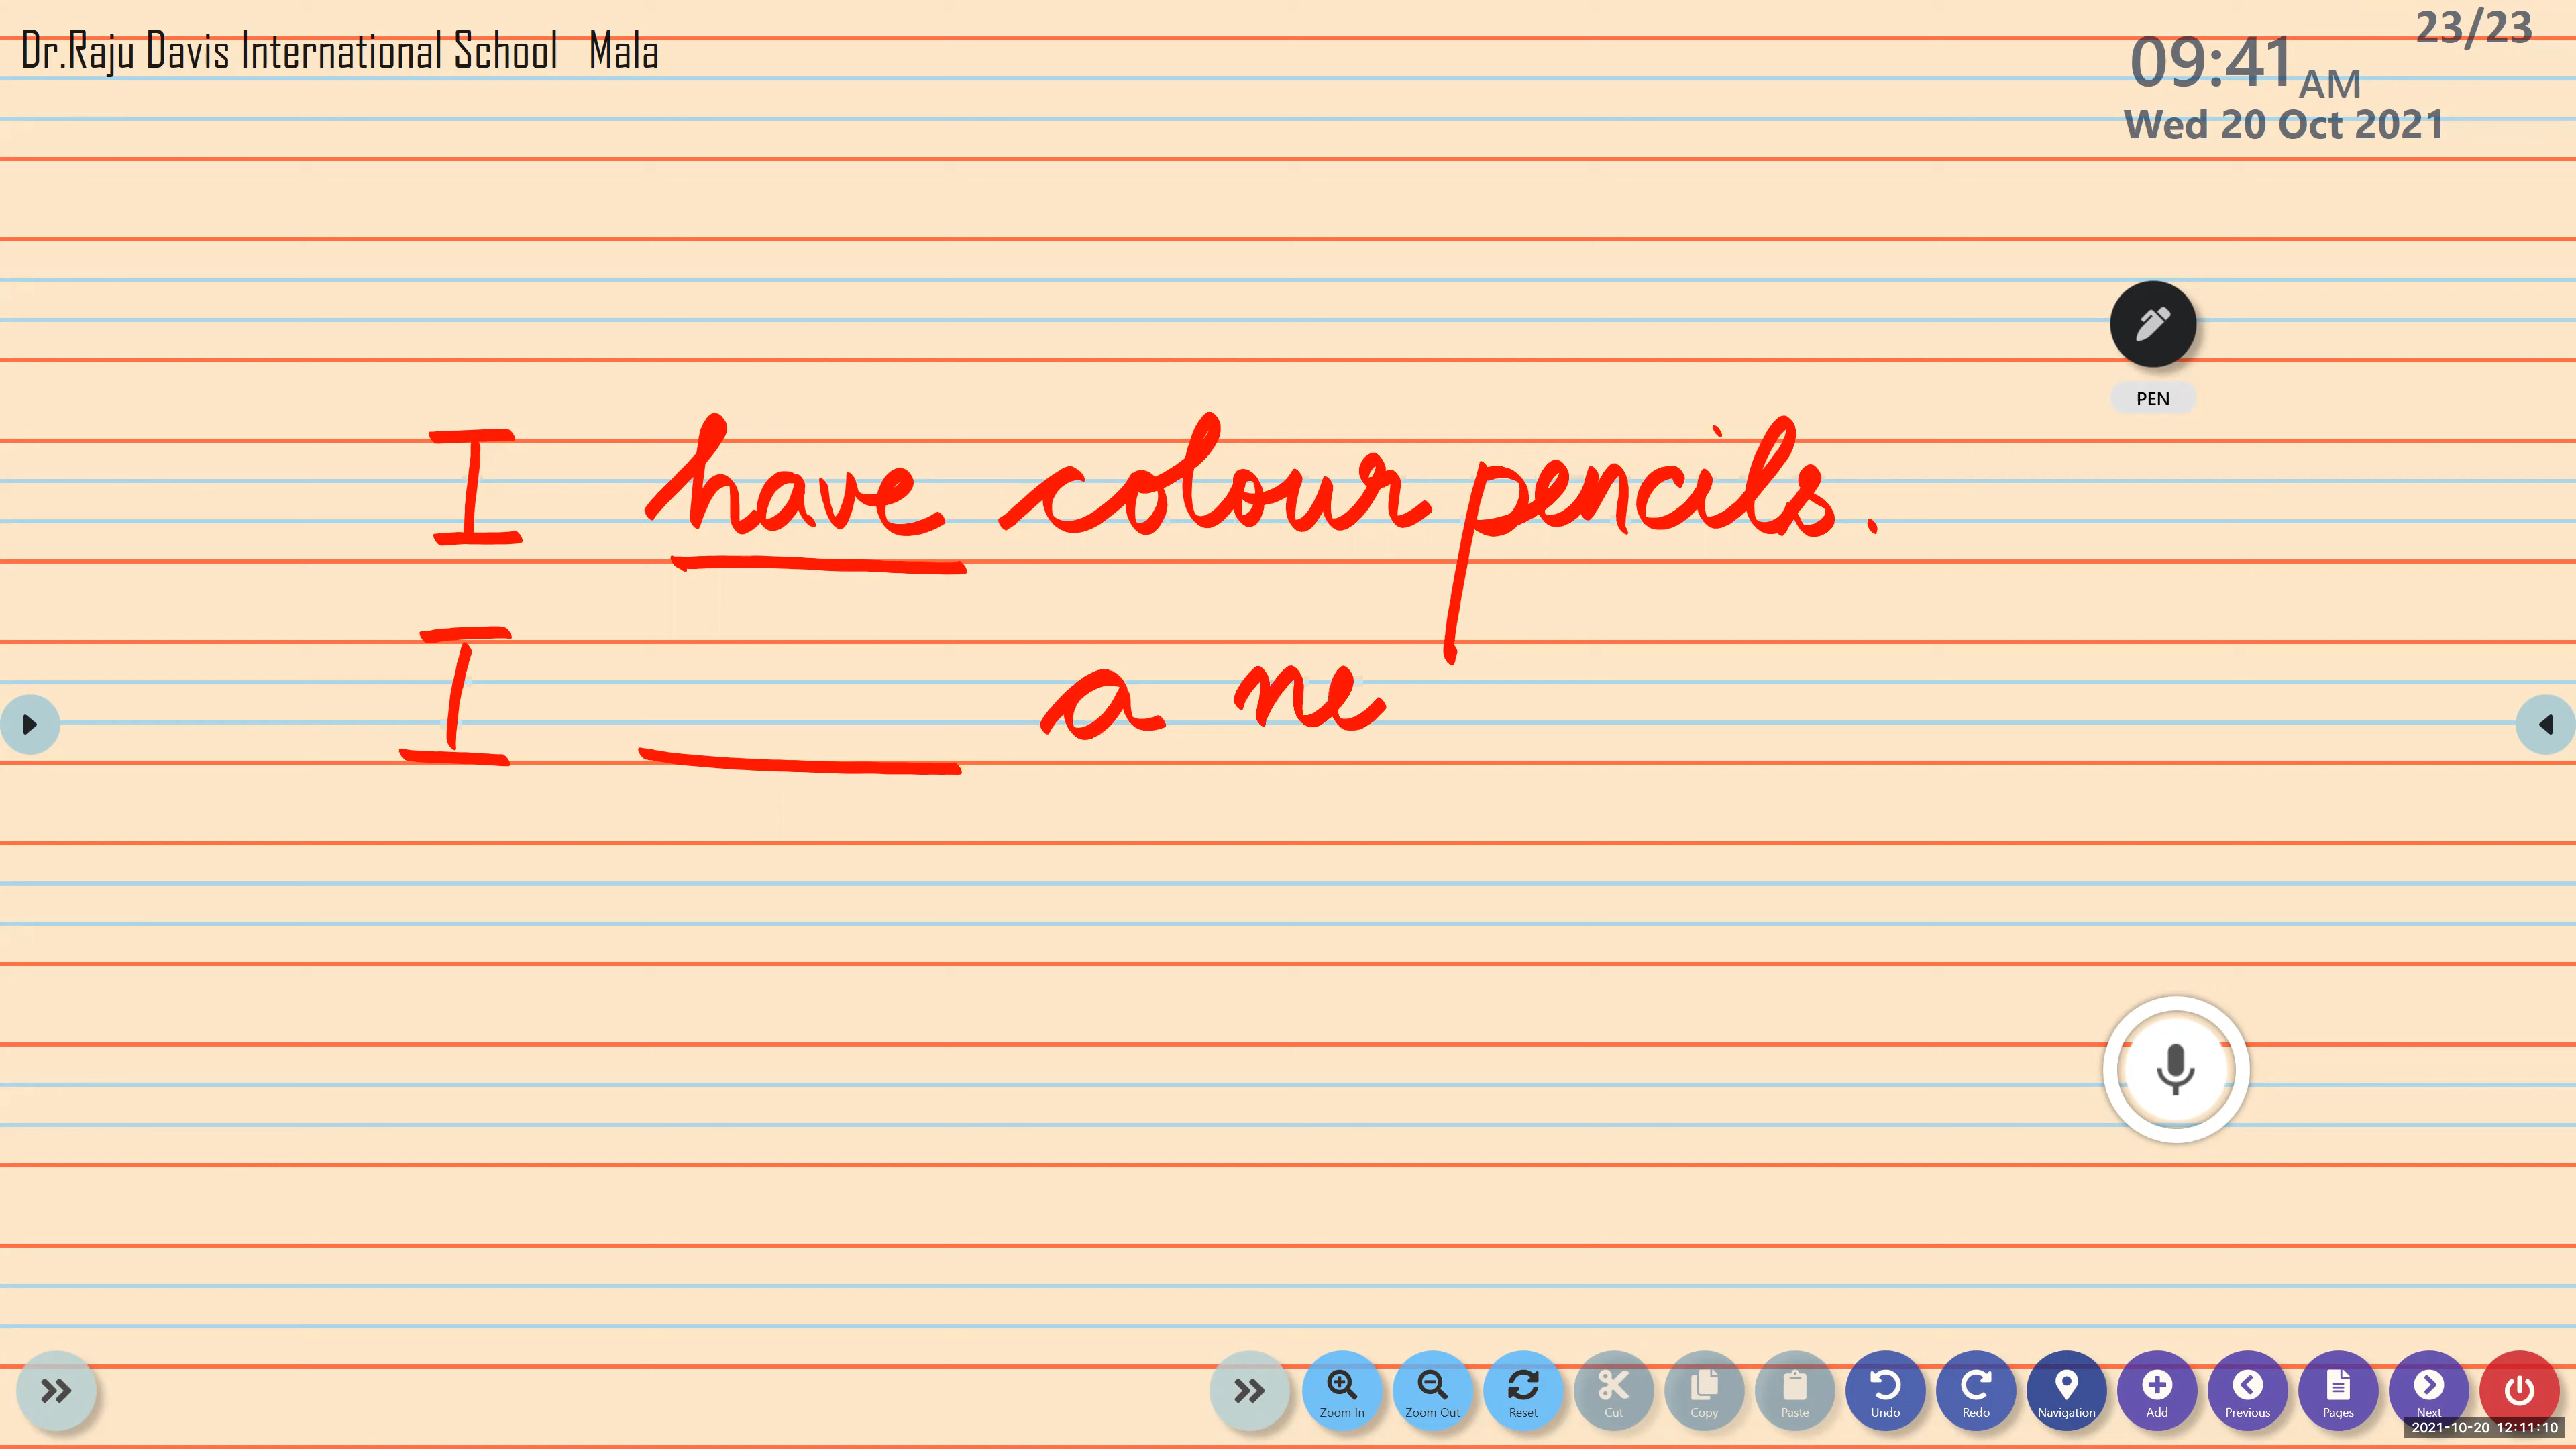 Dr.Raju Davis International School Mala
23/23
09:41 AM
Wed 20 Oct 2021
PEN
I have colour pencils.
I ____ a ne
Zoom In Zoom Out Reset Cut Copy Paste Undo Redo Navigation Add Previous Pages Next
2021-10-20 12:11:10